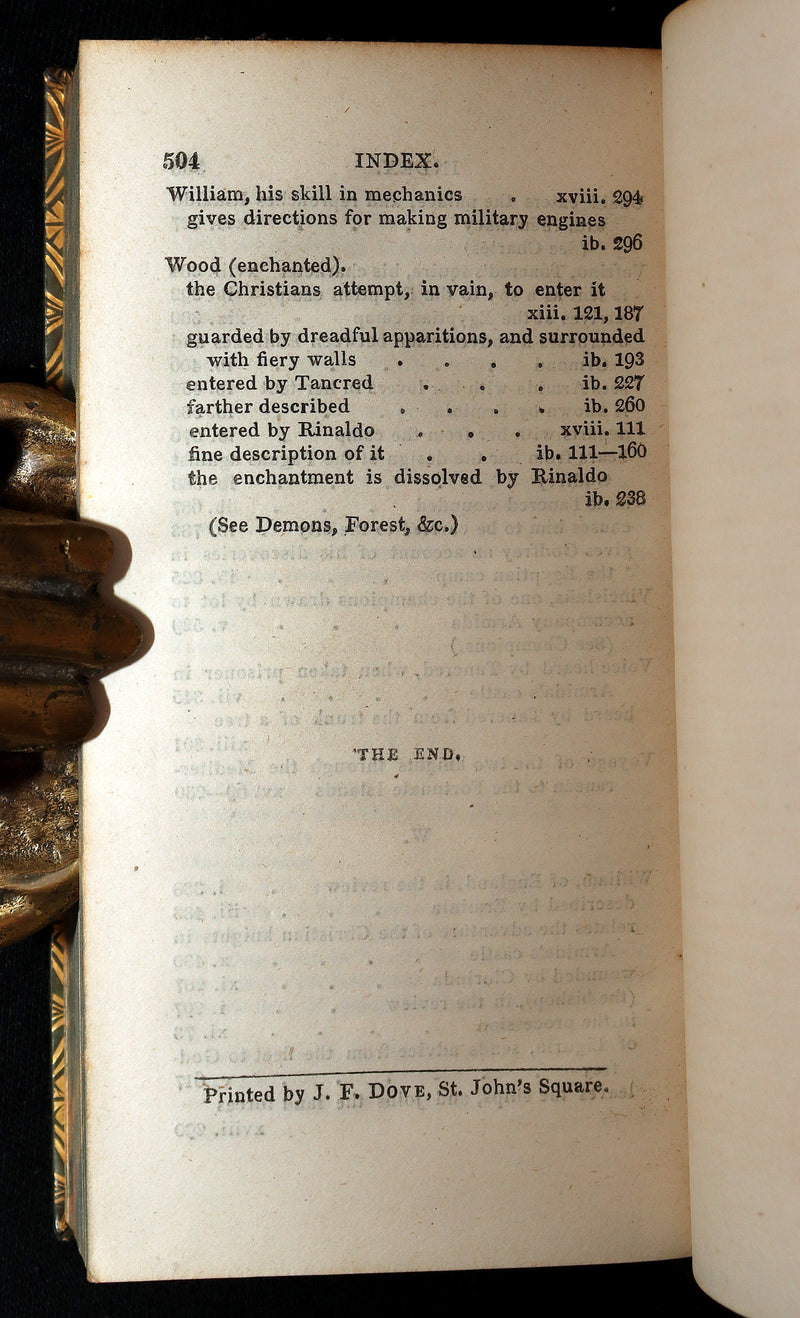 504 INDEX.
William, his skill in mechanics . xviii. 294
gives directions for making military engines
ib. 296
Wood (enchanted).
the Christians attempt, in vain, to enter it
xiii. 121, 187
guarded by dreadful apparitions, and surrounded
with fiery walls . . . . ib. 193
entered by Tancred . . . ib. 227
farther described . . . . ib. 260
entered by Rinaldo . . . xviii. 111
fine description of it . . ib. 111—160
the enchantment is dissolved by Rinaldo
ib. 238
(See Demons, Forest, &c.)
THE END.
Printed by J. F. DOVE, St. John's Square.